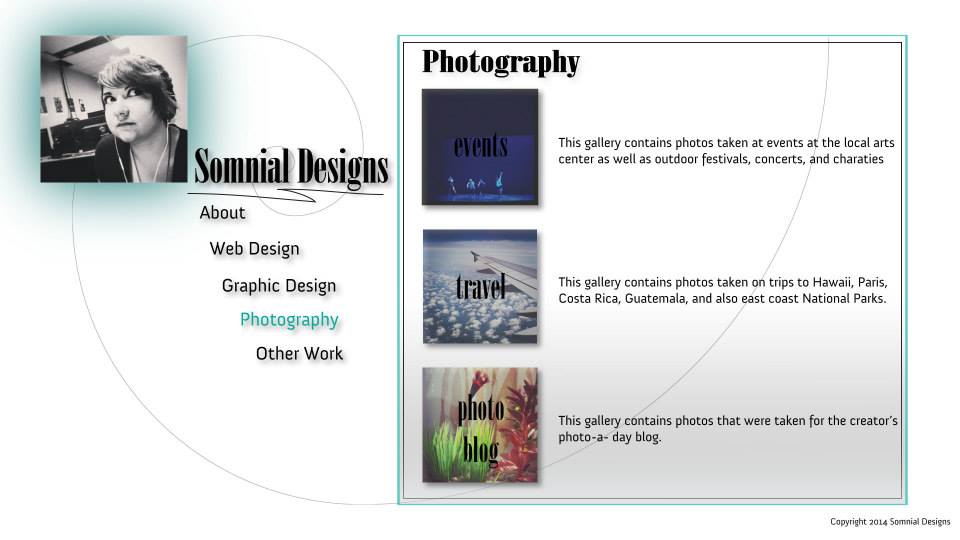 Somnial Designs
About
Web Design
Graphic Design
Photography
Other Work
Photography
events
This gallery contains photos taken at events at the local arts
center as well as outdoor festivals, concerts, and charaties
travel
This gallery contains photos taken on trips to Hawaii, Paris,
Costa Rica, Guatemala, and also east coast National Parks.
photo
blog
This gallery contains photos that were taken for the creator's
photo-a- day blog.
Copyright 2014 Somnial Designs